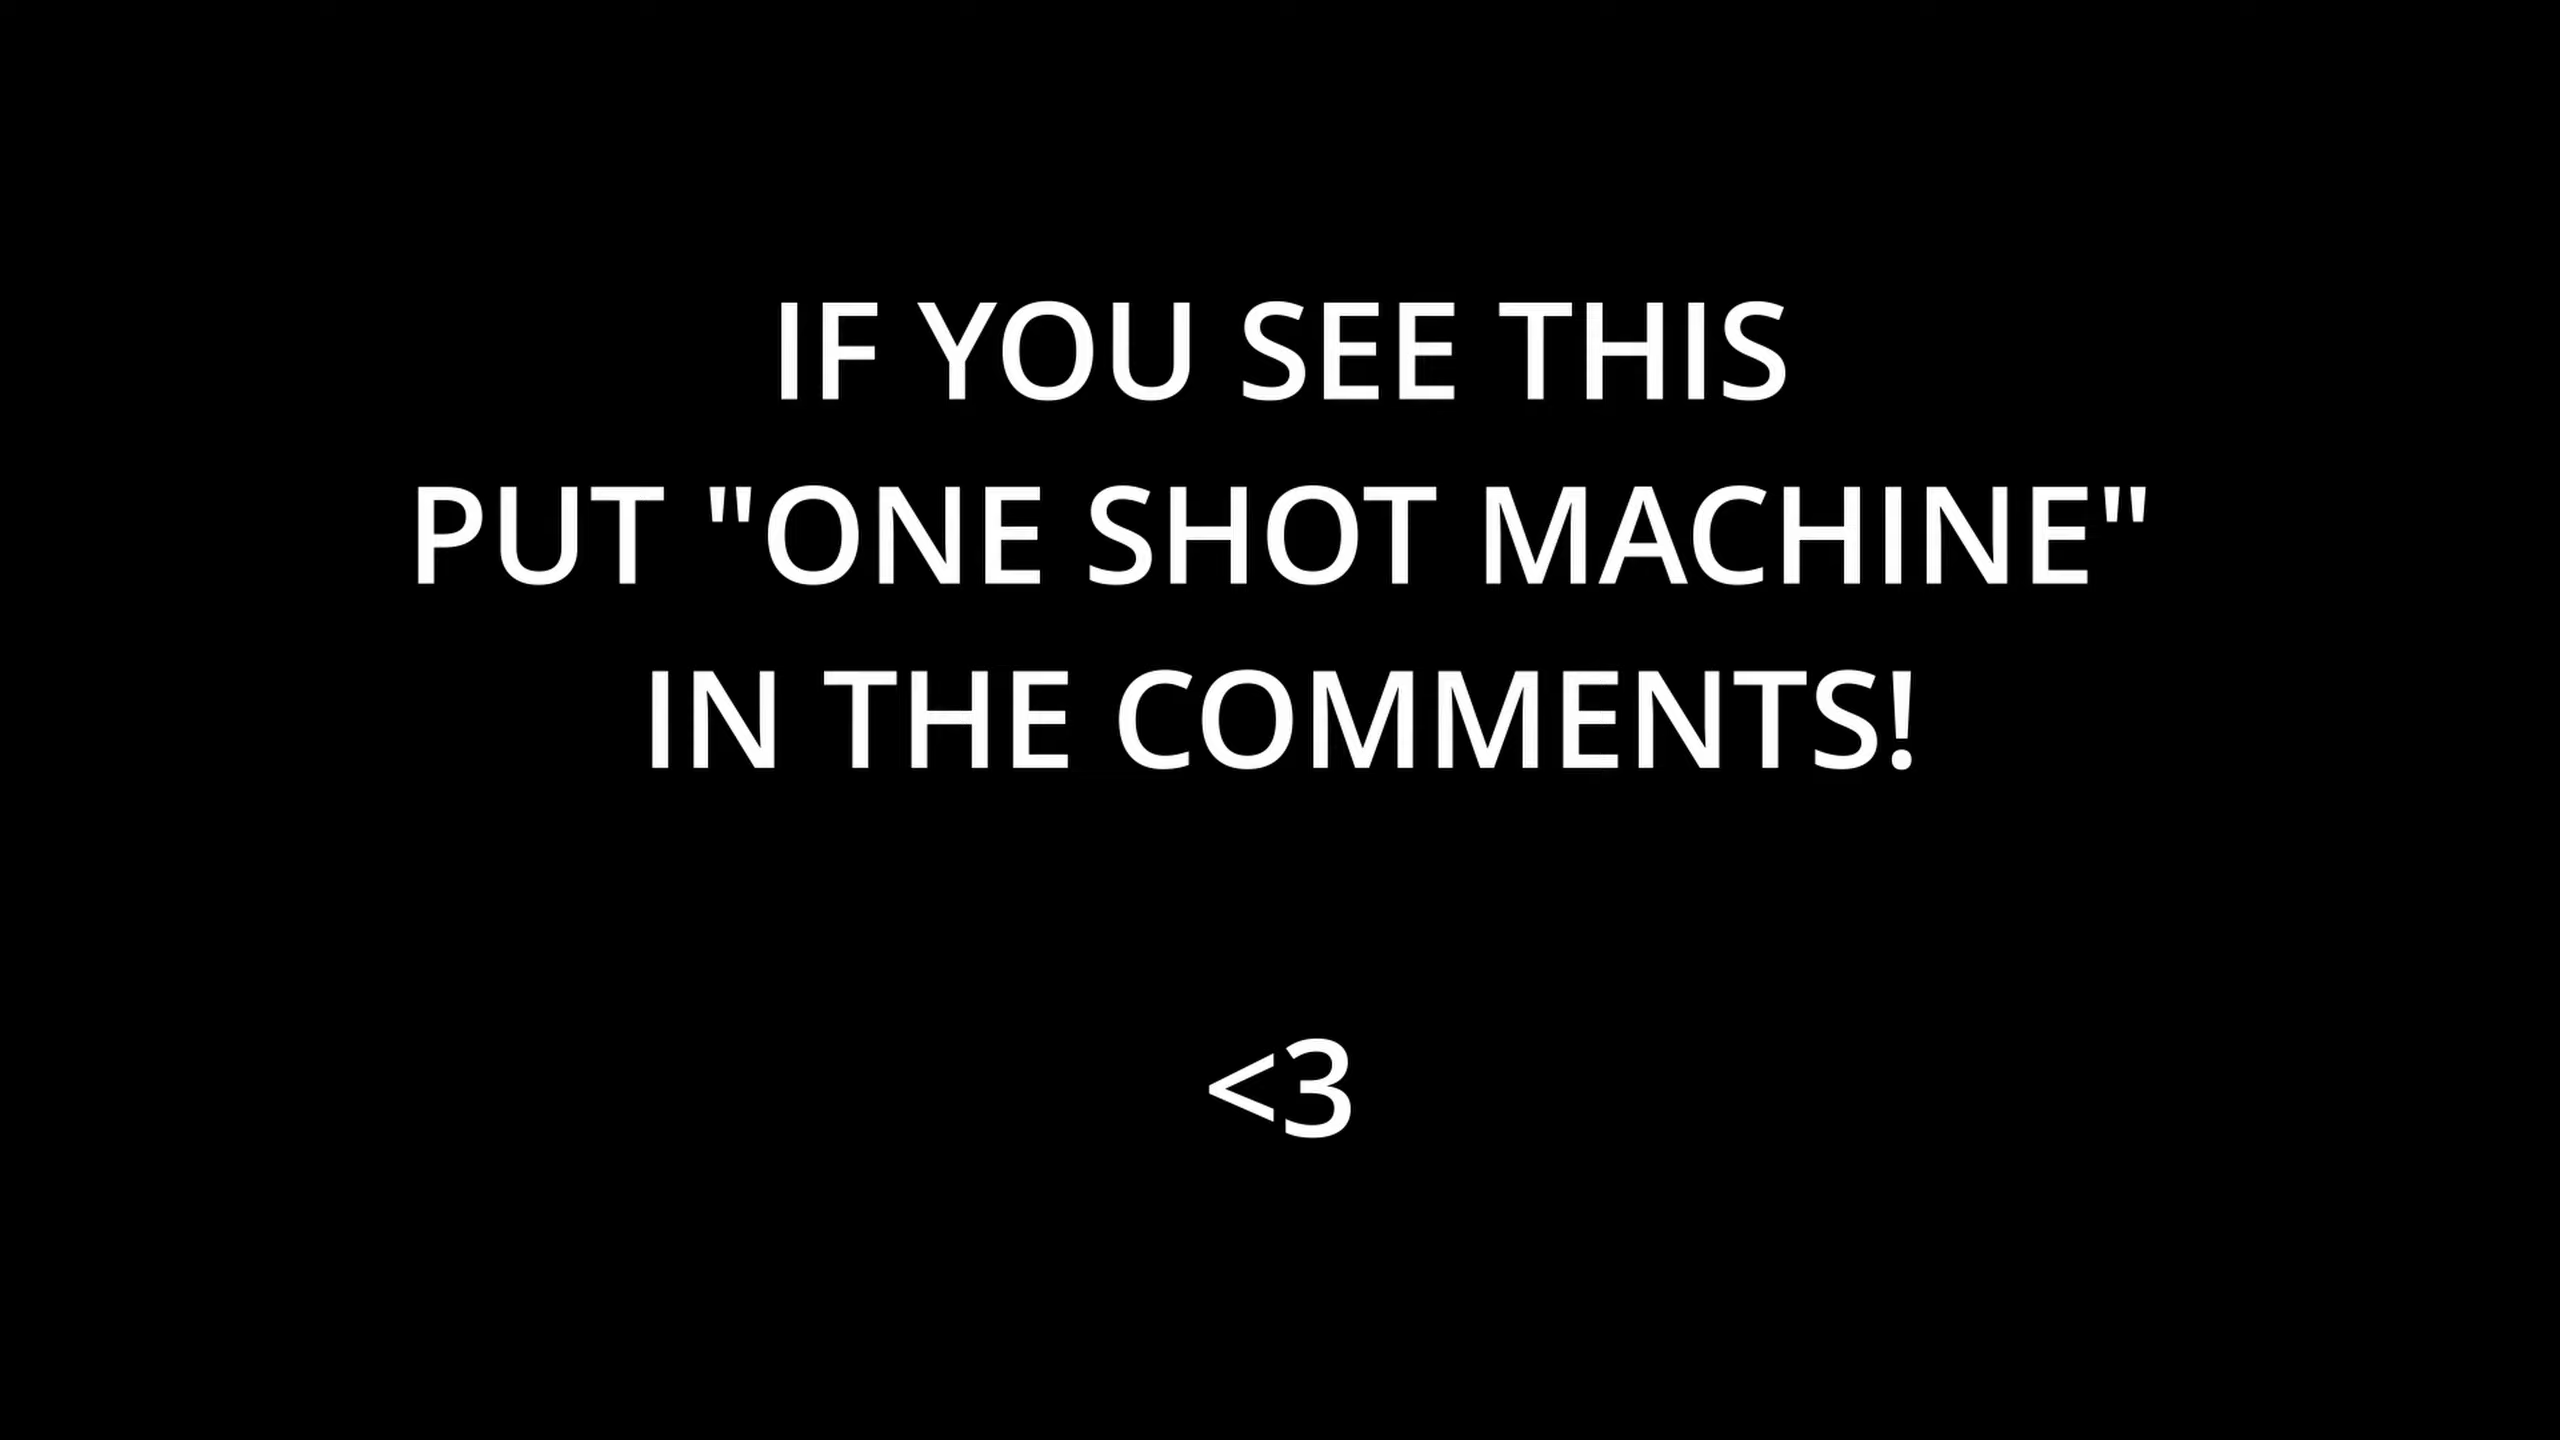 IF YOU SEE THIS
PUT "ONE SHOT MACHINE"
IN THE COMMENTS!
<3